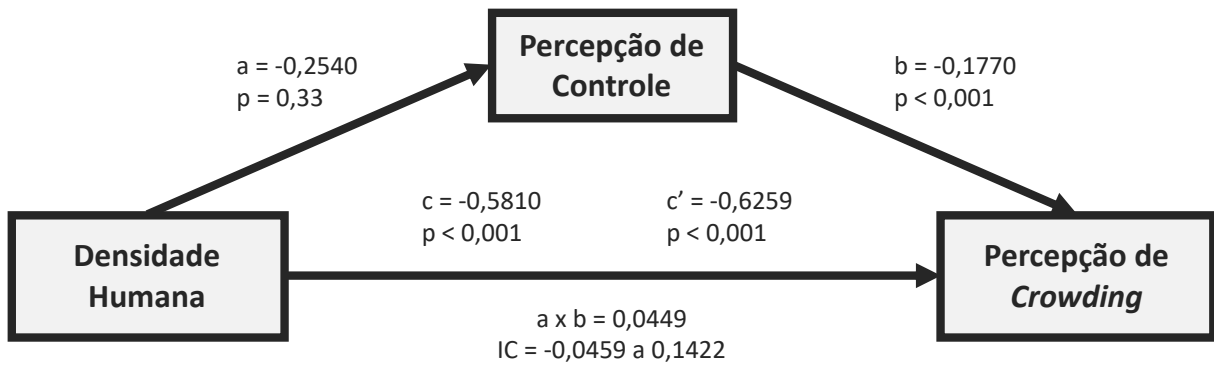 Percepção de
Controle
a = -0,2540
p = 0,33
b = -0,1770
p < 0,001
c = -0,5810
p < 0,001
c’ = -0,6259
p < 0,001
Densidade
Humana
Percepção de
Crowding
a x b = 0,0449
IC = -0,0459 a 0,1422